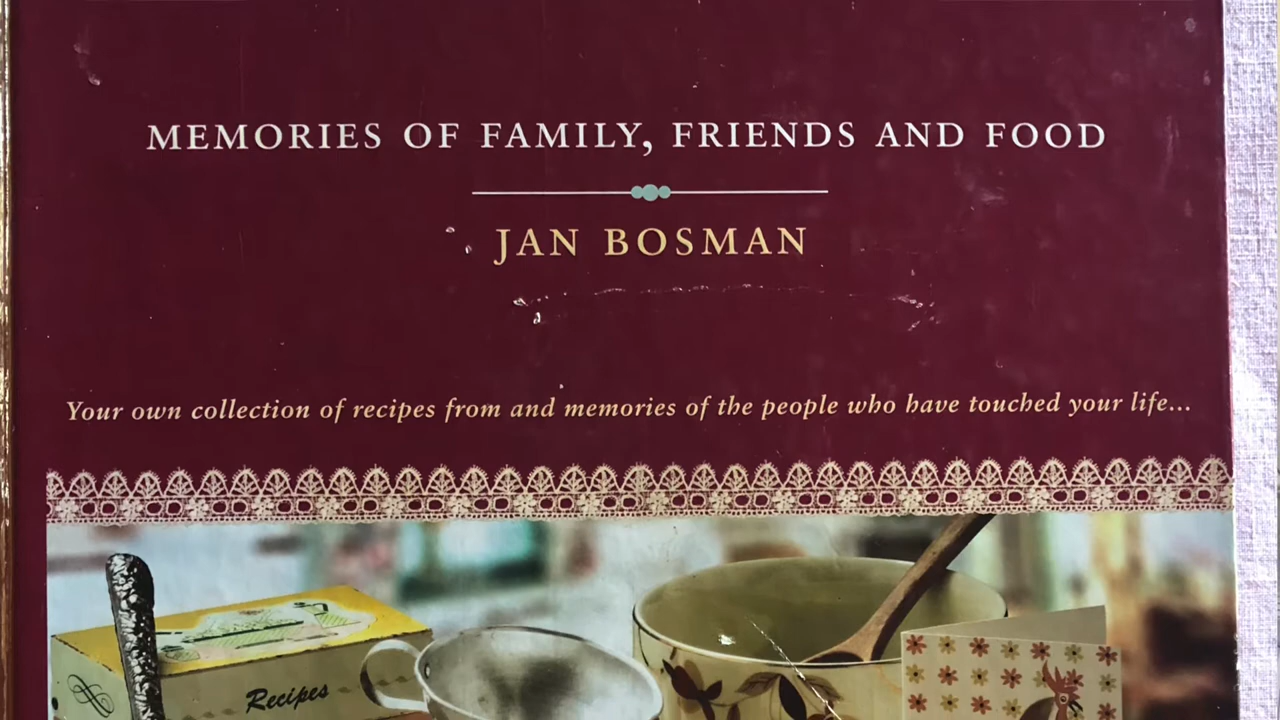 MEMORIES OF FAMILY, FRIENDS AND FOOD
JAN BOSMAN
Your own collection of recipes from and memories of the people who have touched your life...
Recipes